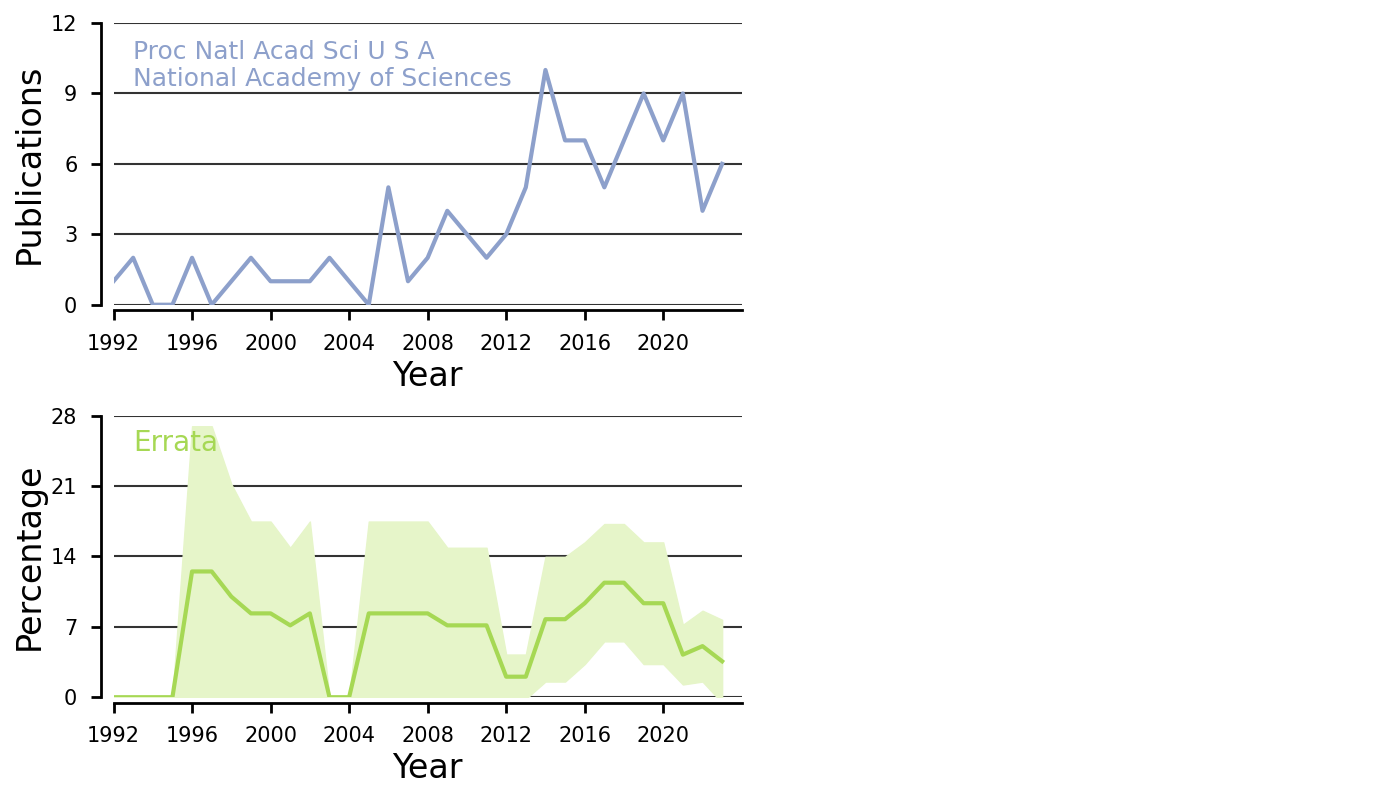 12
Proc Natl Acad Sci U S A
National Academy of Sciences
9
6
3
0
Publications
1992 1996 2000 2004 2008 2012 2016 2020
Year
28
Errata
21
14
7
0
Percentage
1992 1996 2000 2004 2008 2012 2016 2020
Year